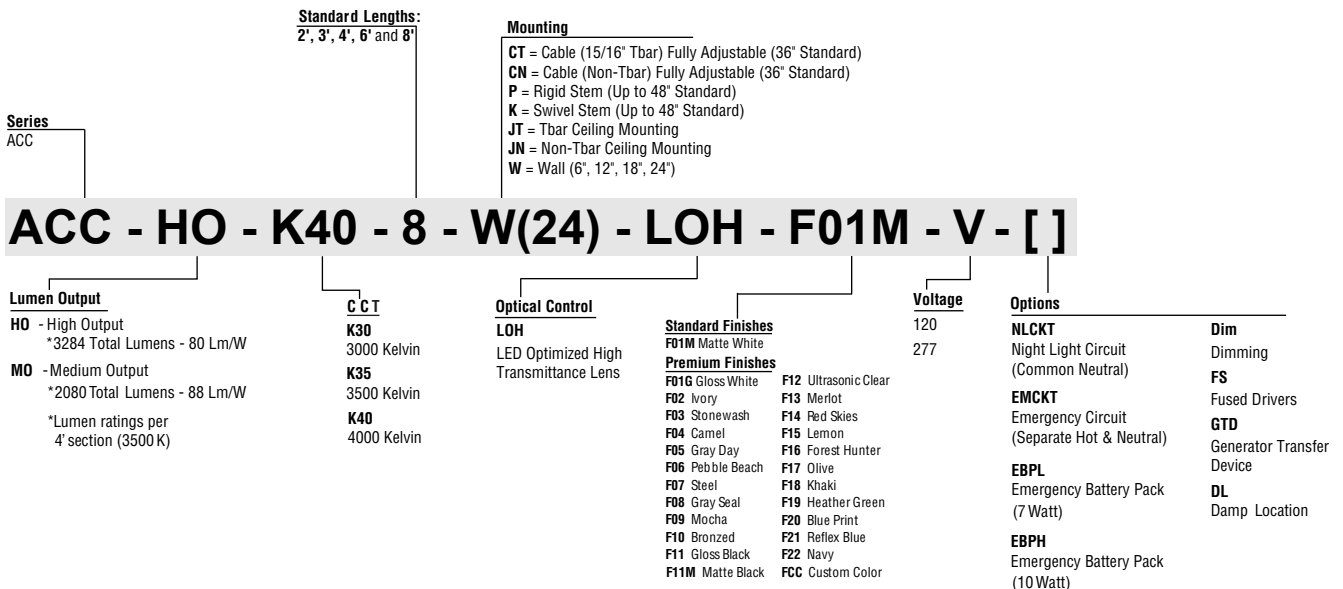 Standard Lengths:
2', 3', 4', 6' and 8'
Mounting
CT = Cable (15/16" Tbar) Fully Adjustable (36" Standard)
CN = Cable (Non-Tbar) Fully Adjustable (36" Standard)
P = Rigid Stem (Up to 48" Standard)
K = Swivel Stem (Up to 48" Standard)
JT = Tbar Ceiling Mounting
JN = Non-Tbar Ceiling Mounting
W = Wall (6", 12", 18", 24")
Series
ACC
ACC - HO - K40 - 8 - W(24) - LOH - F01M - V - [ ]
Lumen Output
HO - High Output
*3284 Total Lumens - 80 Lm/W
MO - Medium Output
*2080 Total Lumens - 88 Lm/W
*Lumen ratings per
4' section (3500 K)
C C T
K30
3000 Kelvin
K35
3500 Kelvin
K40
4000 Kelvin
Optical Control
LOH
LED Optimized High
Transmittance Lens
Standard Finishes
F01M Matte White
Premium Finishes
F01G Gloss White
F02 Ivory
F03 Stonewash
F04 Camel
F05 Gray Day
F06 Pebble Beach
F07 Steel
F08 Gray Seal
F09 Mocha
F10 Bronzed
F11 Gloss Black
F11M Matte Black
F12 Ultrasonic Clear
F13 Merlot
F14 Red Skies
F15 Lemon
F16 Forest Hunter
F17 Olive
F18 Khaki
F19 Heather Green
F20 Blue Print
F21 Reflex Blue
F22 Navy
FCC Custom Color
Voltage
120
277
Options
NLCKT
Night Light Circuit
(Common Neutral)
EMCKT
Emergency Circuit
(Separate Hot & Neutral)
EBPL
Emergency Battery Pack
(7 Watt)
EBPH
Emergency Battery Pack
(10 Watt)
Dim
Dimming
FS
Fused Drivers
GTD
Generator Transfer
Device
DL
Damp Location